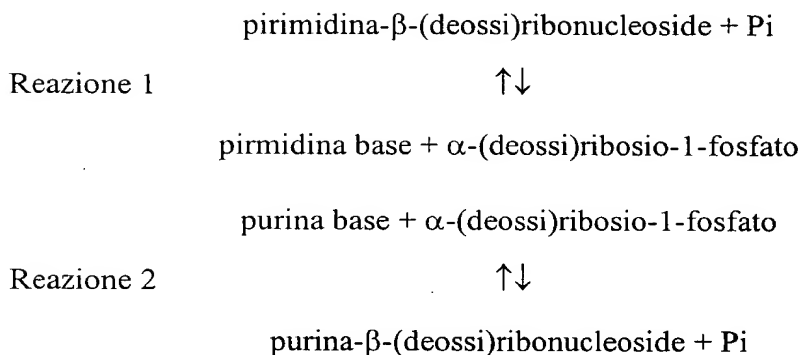 pirimidina-β-(deossi)ribonucleoside + Pi
Reazione 1 ↑↓
pirmidina base + α-(deossi)ribosio-1-fosfato
purina base + α-(deossi)ribosio-1-fosfato
Reazione 2 ↑↓
purina-β-(deossi)ribonucleoside + Pi